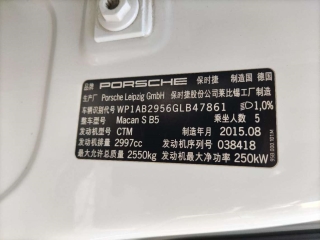 品牌 PORSCHE 保时捷 制造国 德国
生产厂 Porsche Leipzig GmbH 保时捷股份公司莱比锡工厂制造
车辆识别代号 WP1AB2956GLB47861 1,0%
整车型号 Macan S B5 乘坐人数 5
发动机型号 CTM 制造年月 2015.08
发动机排量 2997cc 发动机序列号 038418
最大允许总质量 2550kg 发动机最大净功率 250kW